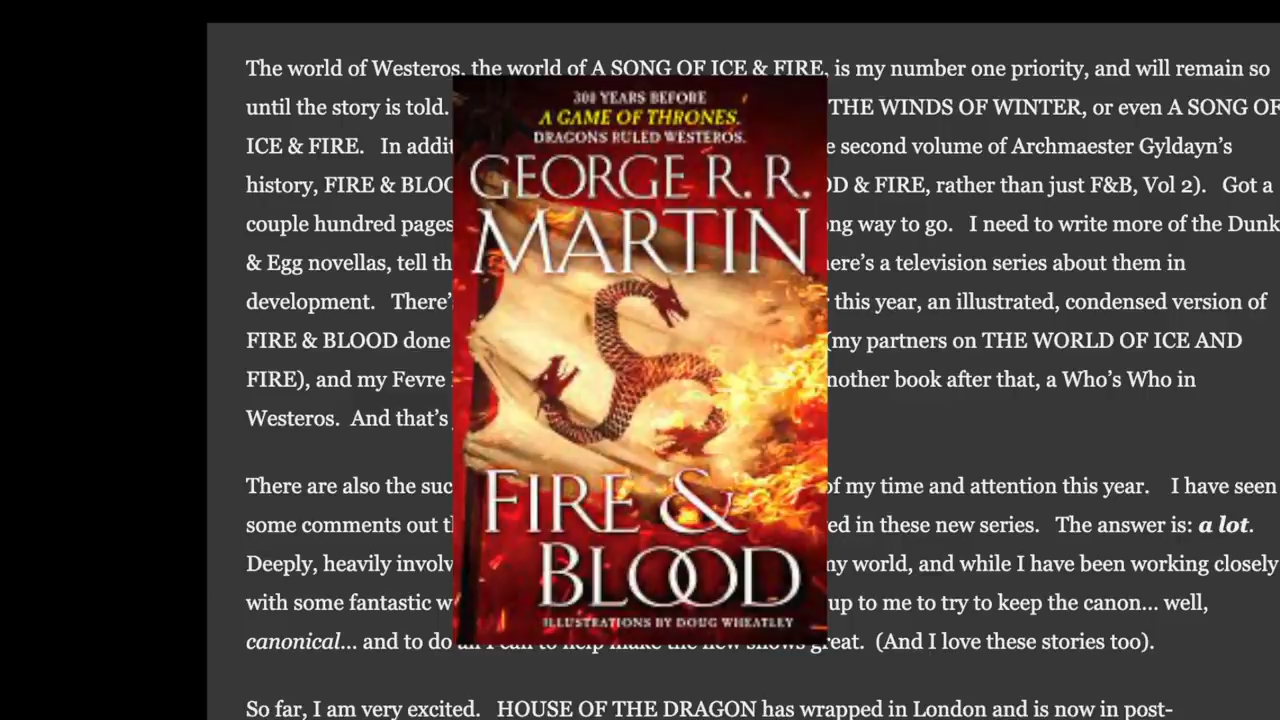 The world of Westeros, the world of A SONG OF ICE & FIRE, is my number one priority, and will remain so
until the story is told. THE WINDS OF WINTER, or even A SONG OF
ICE & FIRE. In addit e second volume of Archmaester Gyldayn's
history, FIRE & BLOO OD & FIRE, rather than just F&B, Vol 2). Got a
couple hundred pages ong way to go. I need to write more of the Dunk
& Egg novellas, tell th here's a television series about them in
development. There' this year, an illustrated, condensed version of
FIRE & BLOOD done (my partners on THE WORLD OF ICE AND
FIRE), and my Fevre nother book after that, a Who's Who in
Westeros. And that's
There are also the suc of my time and attention this year. I have seen
some comments out t ed in these new series. The answer is: a lot.
Deeply, heavily involv my world, and while I have been working closely
with some fantastic w up to me to try to keep the canon... well,
canonical... and to do all I can to help make the new shows great. (And I love these stories too).
So far, I am very excited. HOUSE OF THE DRAGON has wrapped in London and is now in post-
300 YEARS BEFORE
A GAME OF THRONES,
DRAGONS RULED WESTEROS.
GEORGE R. R.
MARTIN
FIRE &
BLOOD
ILLUSTRATIONS BY DOUG WHEATLEY